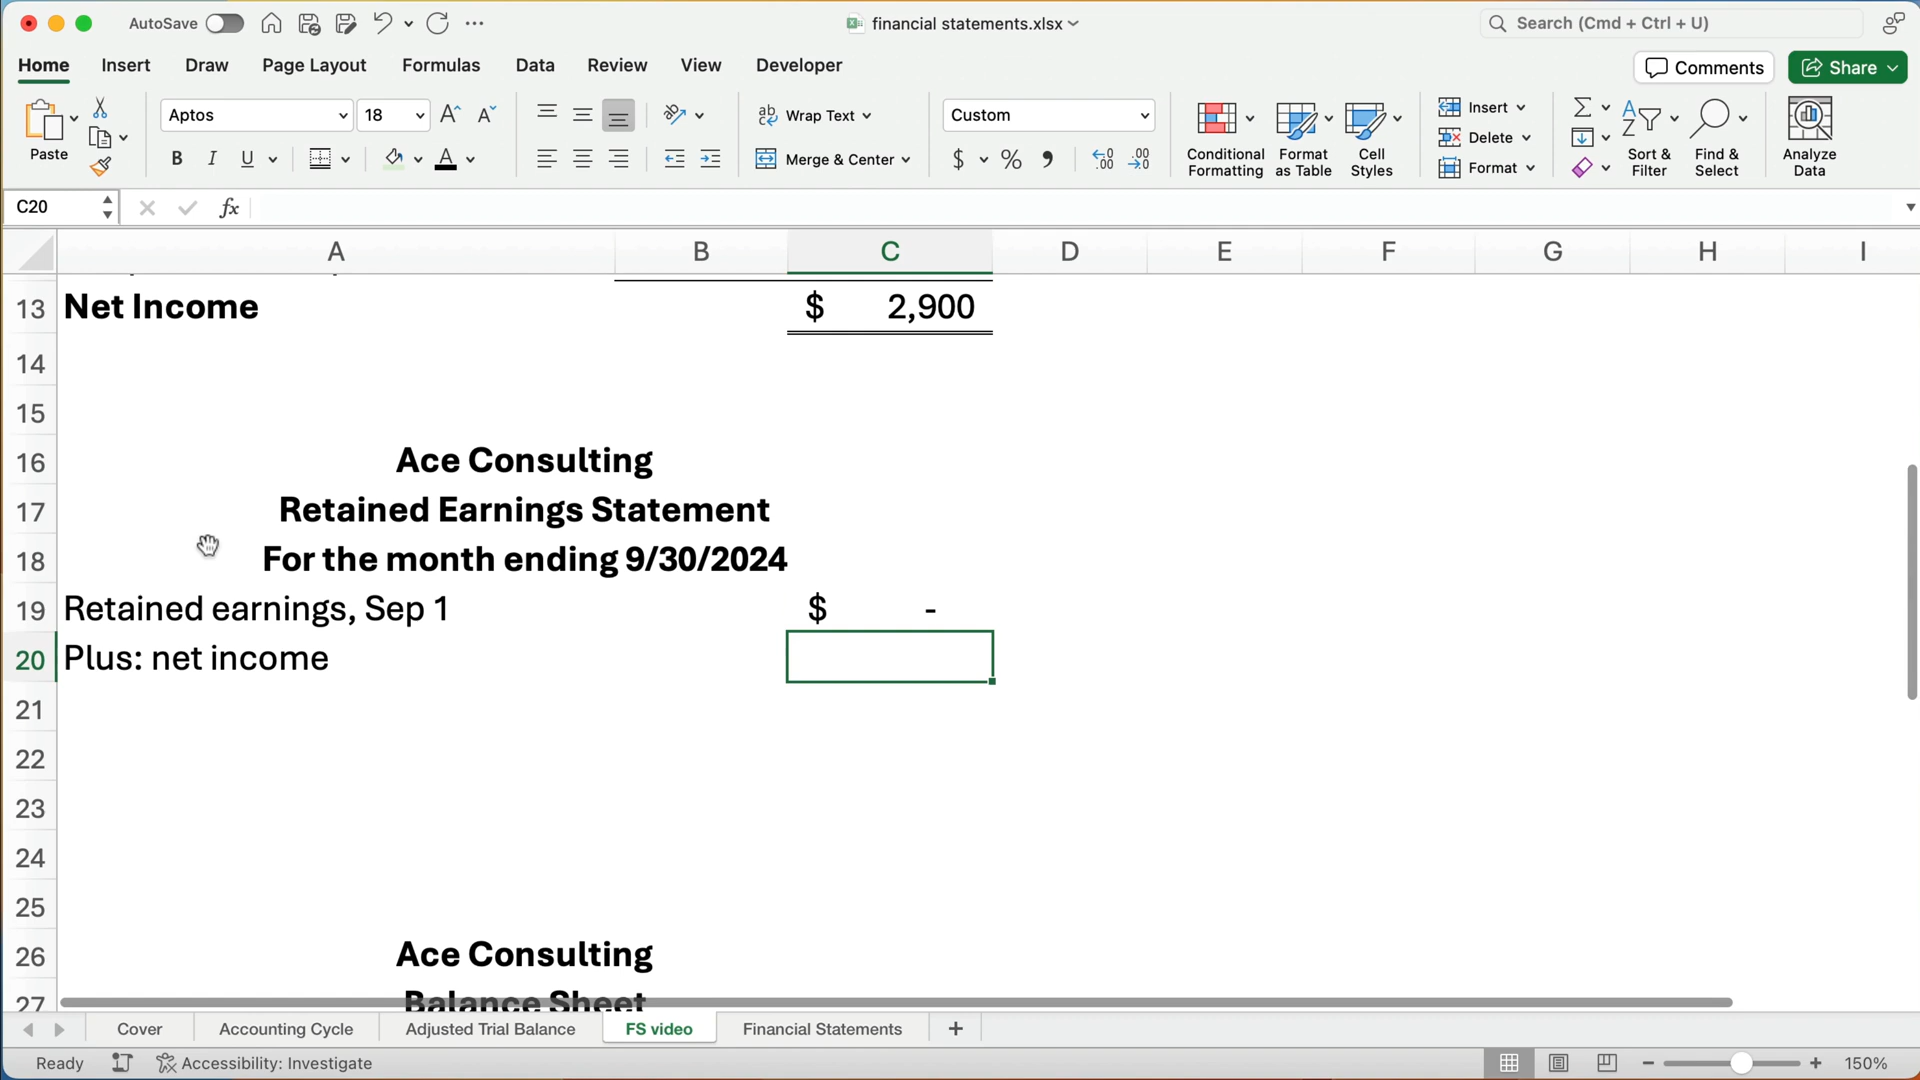 AutoSave
financial statements.xlsx
Search (Cmd + Ctrl + U)
Home Insert Draw Page Layout Formulas Data Review View Developer
Comments
Share
Paste
Aptos
18
Wrap Text
Merge & Center
Custom
Conditional Formatting
Format as Table
Cell Styles
Insert
Delete
Format
Sort & Filter
Find & Select
Analyze Data
C20
fx
A B C D E F G H I
13 Net Income $ 2,900
14
15
16 Ace Consulting
17 Retained Earnings Statement
18 For the month ending 9/30/2024
19 Retained earnings, Sep 1 $ -
20 Plus: net income
21
22
23
24
25
26 Ace Consulting
27 Balance Sheet
Cover Accounting Cycle Adjusted Trial Balance FS video Financial Statements +
Ready Accessibility: Investigate 150%